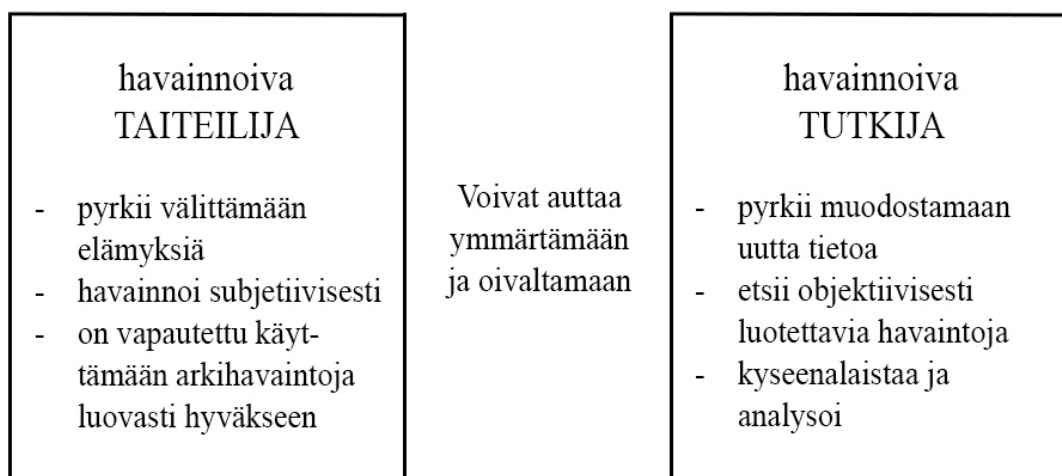 havainnoiva
TAITEILIJA
- pyrkii välittämään
elämyksiä
- havainnoi subjetiivisesti
- on vapautettu käyt-
tämään arkihavaintoja
luovasti hyväkseen
Voivat auttaa
ymmärtämään
ja oivaltamaan
havainnoiva
TUTKIJA
- pyrkii muodostamaan
uutta tietoa
- etsii objektiivisesti
luotettavia havaintoja
- kyseenalaistaa ja
analysoi